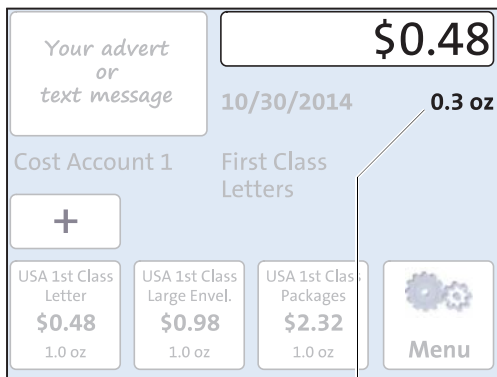 Your advert
or
text message
$0.48
10/30/2014
0.3 oz
Cost Account 1
First Class
Letters
+
USA 1st Class
Letter
$0.48
1.0 oz
USA 1st Class
Large Envel.
$0.98
1.0 oz
USA 1st Class
Packages
$2.32
1.0 oz
Menu